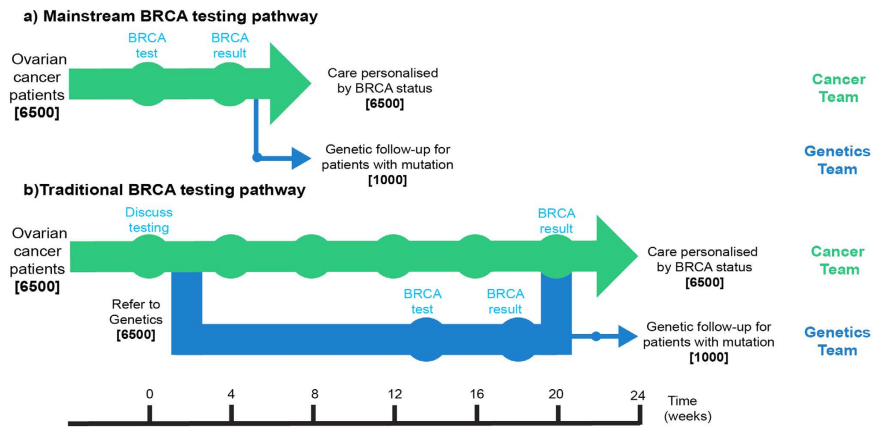 a) Mainstream BRCA testing pathway
BRCA
test
BRCA
result
Ovarian
cancer
patients
[6500]
Care personalised
by BRCA status
[6500]
Cancer
Team
Genetic follow-up for
patients with mutation
[1000]
Genetics
Team
b)Traditional BRCA testing pathway
Discuss
testing
BRCA
result
Ovarian
cancer
patients
[6500]
Care personalised
by BRCA status
[6500]
Cancer
Team
Refer to
Genetics
[6500]
BRCA
test
BRCA
result
Genetic follow-up for
patients with mutation
[1000]
Genetics
Team
0 4 8 12 16 20 24
Time
(weeks)